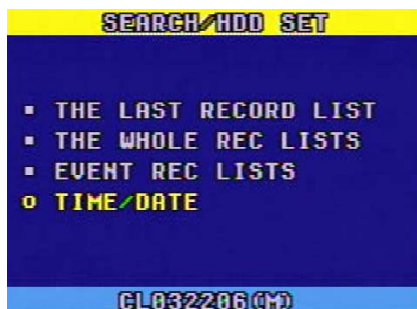 SEARCH/HDD SET
▪ THE LAST RECORD LIST
▪ THE WHOLE REC LISTS
▪ EVENT REC LISTS
o TIME/DATE
CL032206(M)